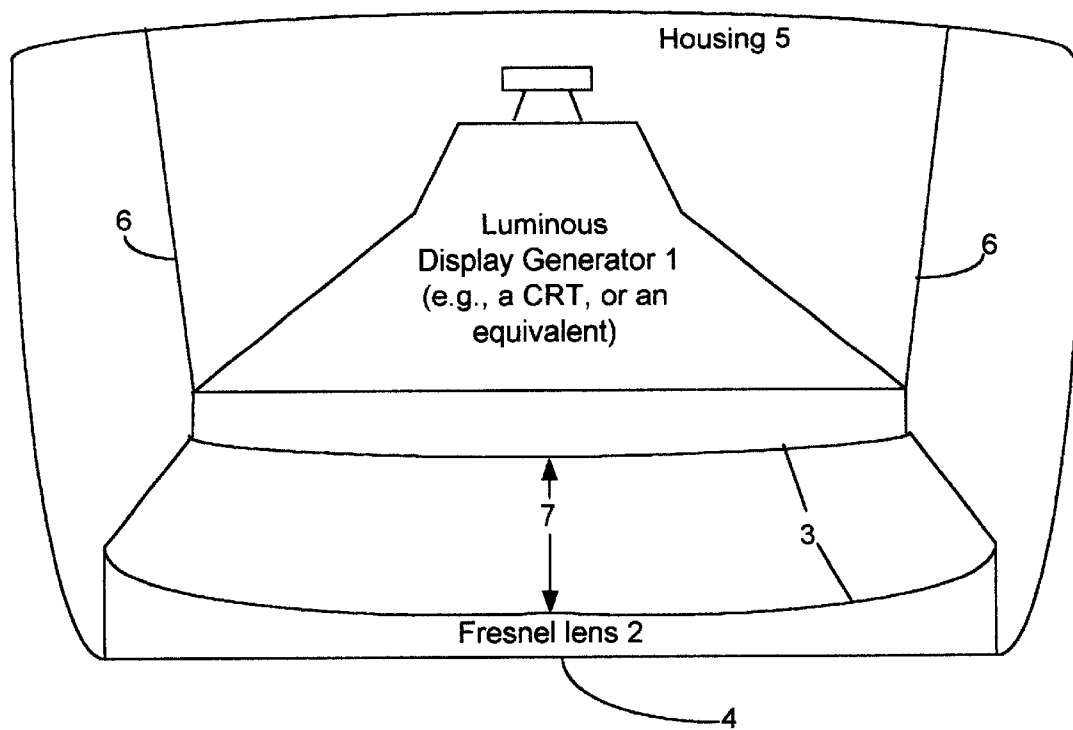 Housing 5
6
Luminous
Display Generator 1
(e.g., a CRT, or an
equivalent)
6
7
3
Fresnel lens 2
4